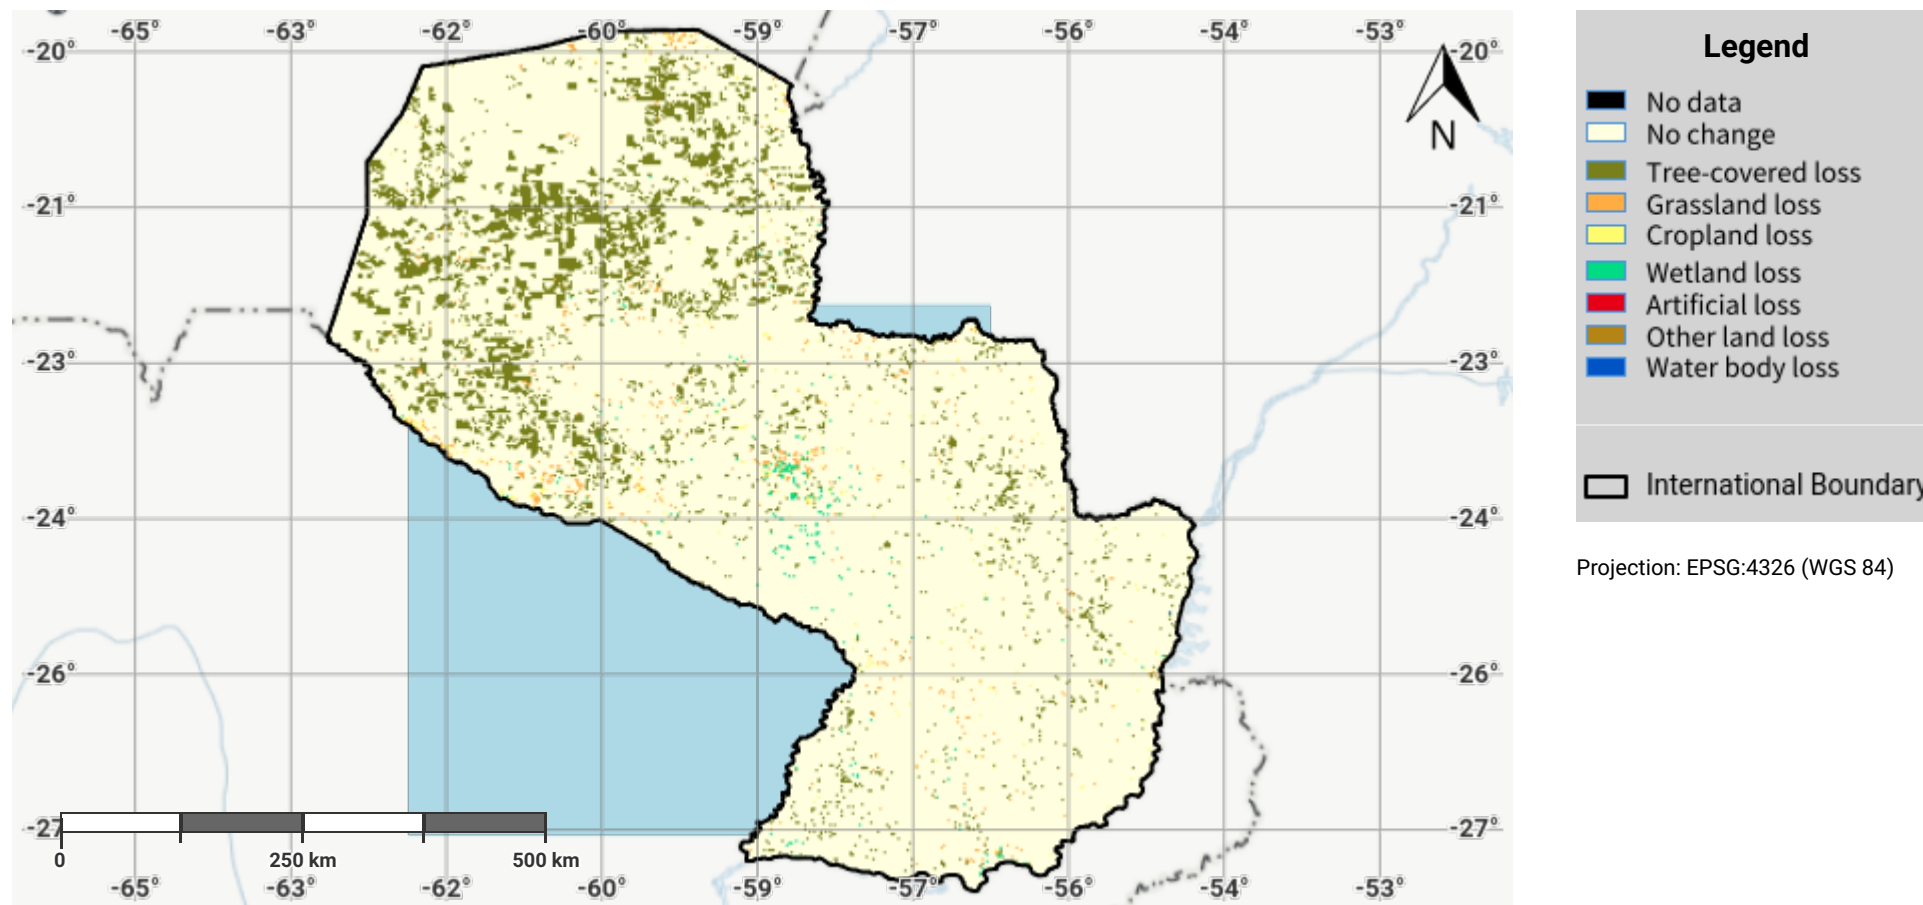 -65° -63° -62° -60° -59° -57° -56° -54° -53°
-20° -20°
-21° -21°
-23° -23°
-24° -24°
-26° -26°
-27 -27°
-65° -63° -62° -60° -59° -57° -56° -54° -53°
N
0 250 km 500 km
Legend
No data
No change
Tree-covered loss
Grassland loss
Cropland loss
Wetland loss
Artificial loss
Other land loss
Water body loss
International Boundary
Projection: EPSG:4326 (WGS 84)